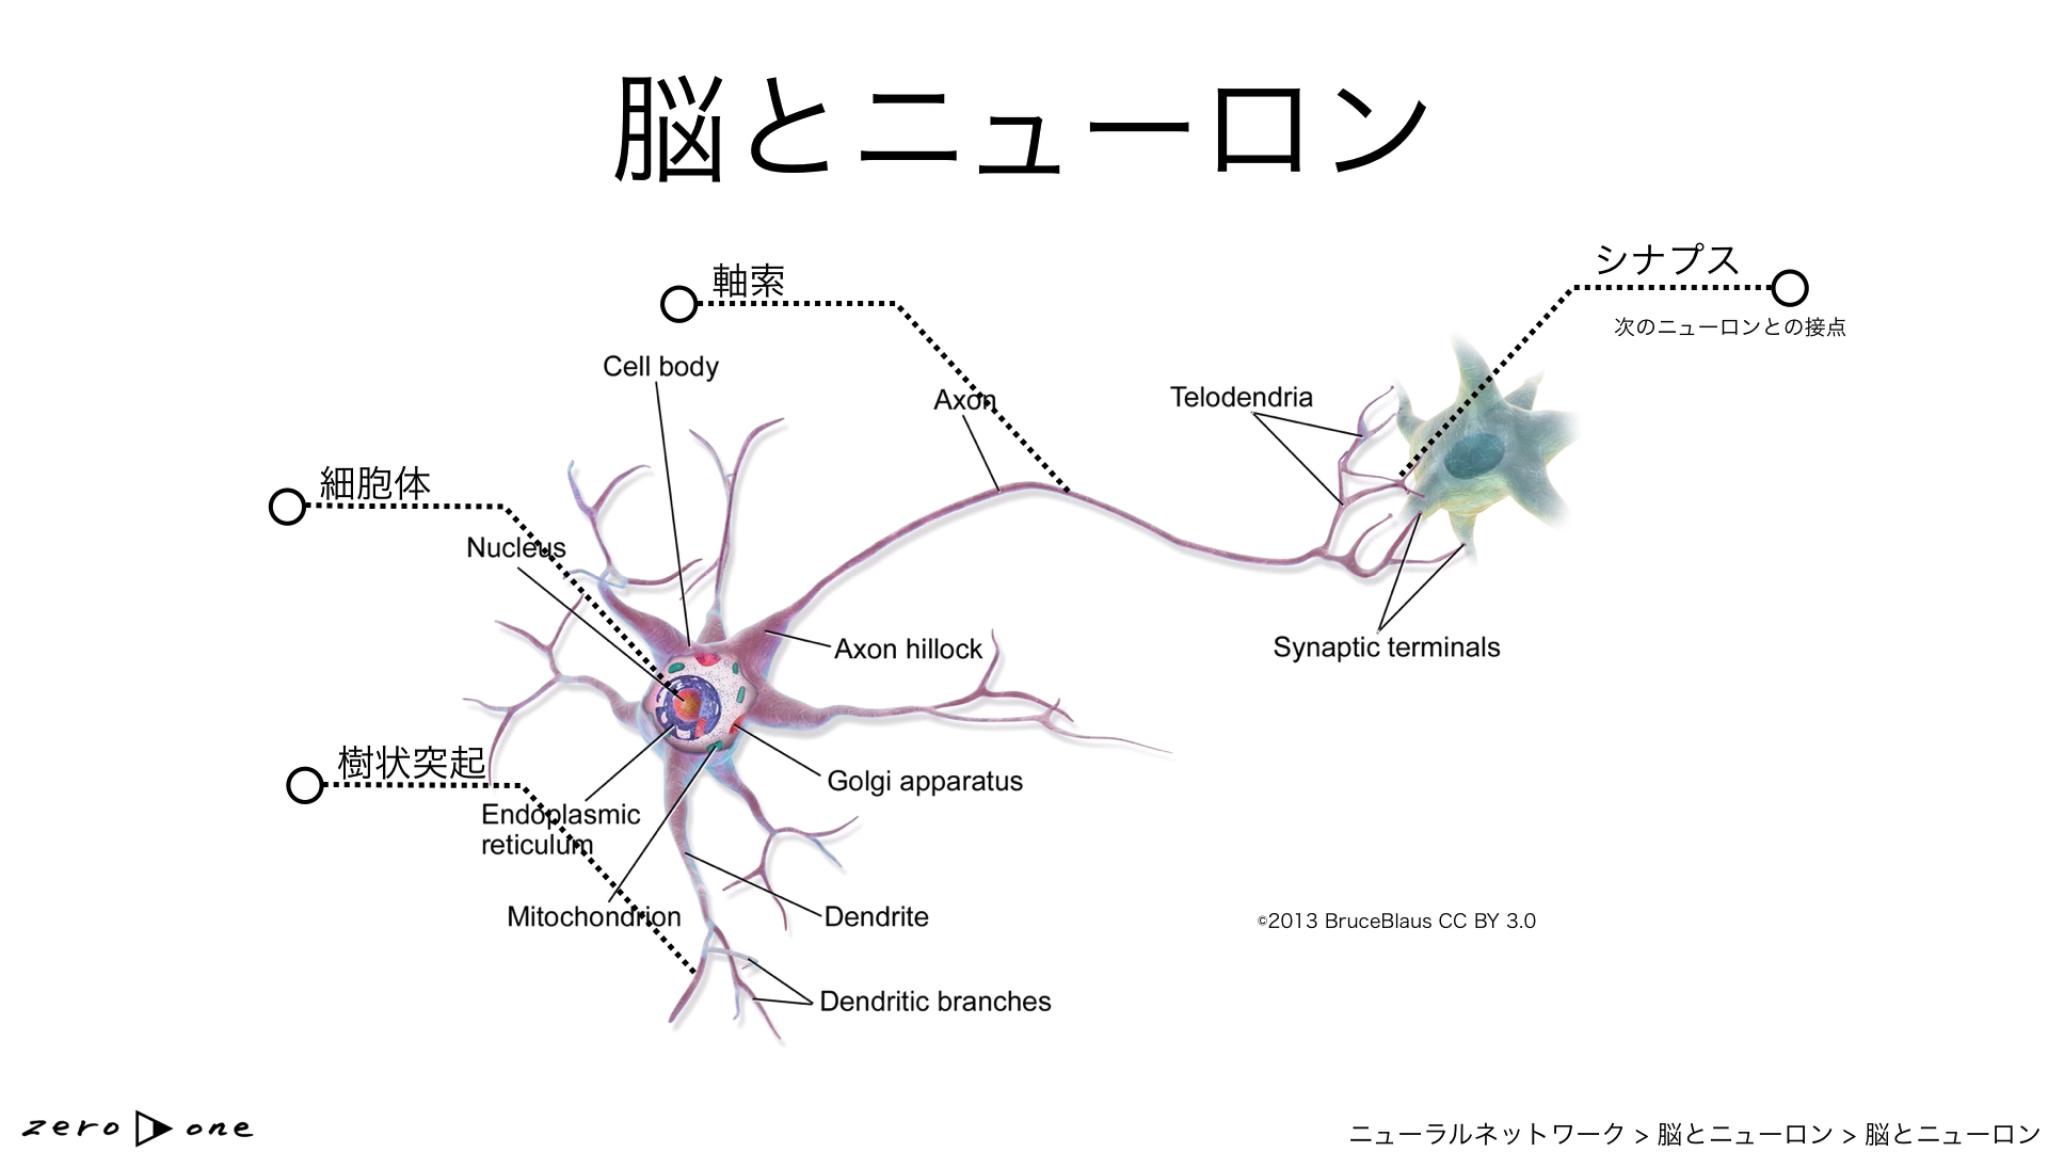 脳とニューロン
シナプス
次のニューロンとの接点
軸索
Cell body
Axon
Telodendria
細胞体
Nucleus
Axon hillock
Synaptic terminals
樹状突起
Golgi apparatus
Endoplasmic
reticulum
Mitochondrion
Dendrite
©2013 BruceBlaus CC BY 3.0
Dendritic branches
zero one
ニューラルネットワーク > 脳とニューロン > 脳とニューロン